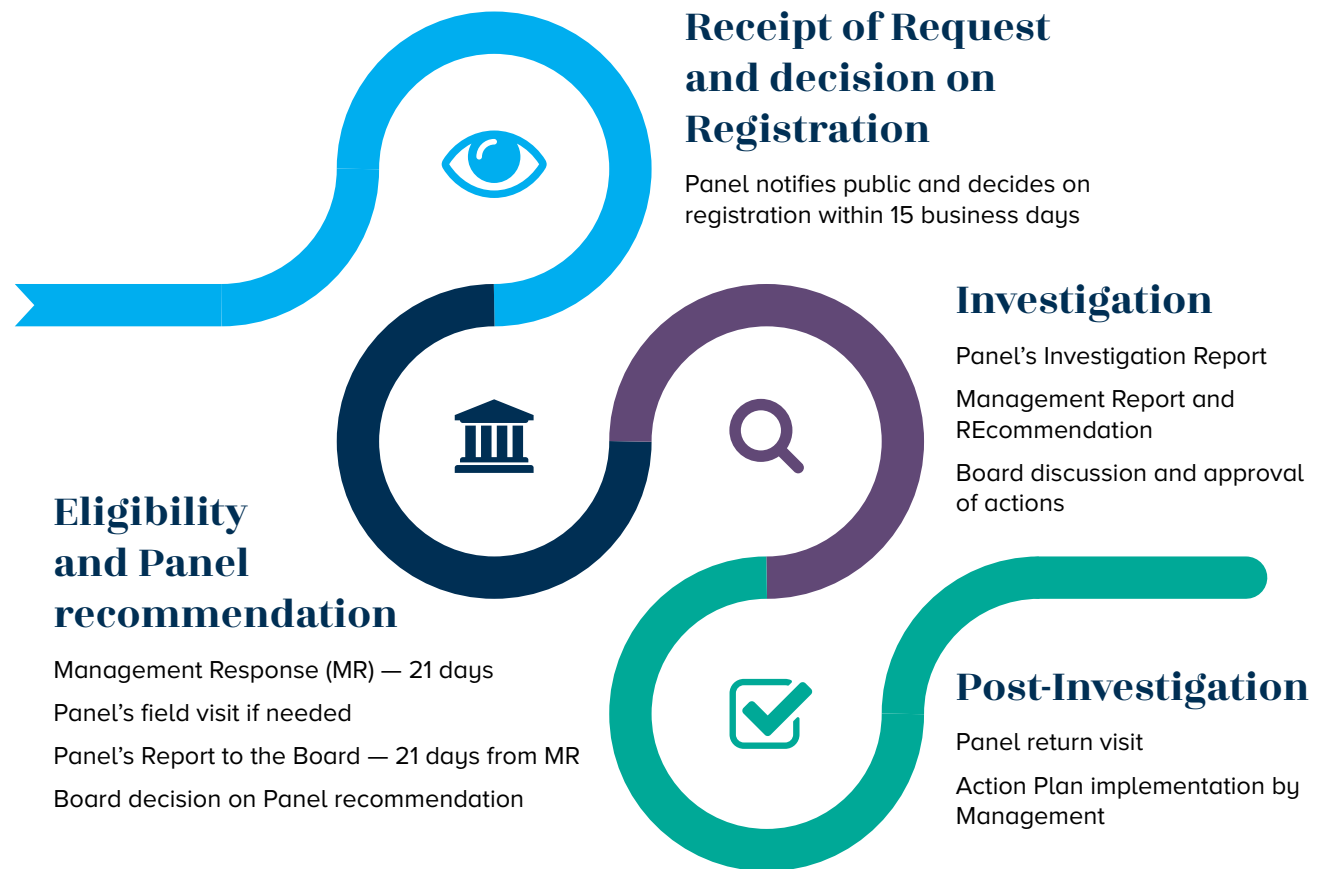 Receipt of Request
and decision on
Registration
Panel notifies public and decides on
registration within 15 business days
Eligibility
and Panel
recommendation
Management Response (MR) — 21 days
Panel’s field visit if needed
Panel’s Report to the Board — 21 days from MR
Board decision on Panel recommendation
Investigation
Panel’s Investigation Report
Management Report and
REcommendation
Board discussion and approval
of actions
Post-Investigation
Panel return visit
Action Plan implementation by
Management